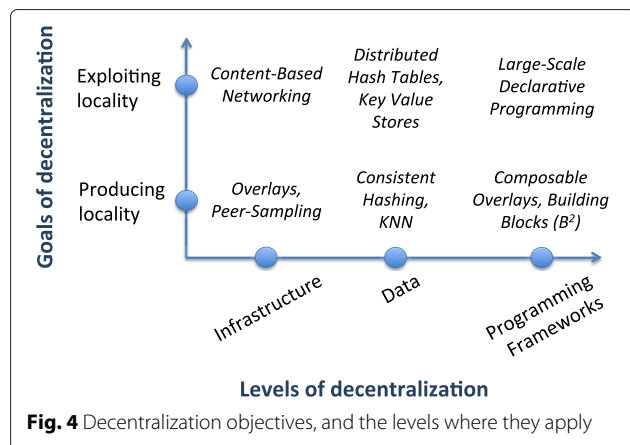 Goals of decentralization
Exploiting
locality
Content-Based
Networking
Distributed
Hash Tables,
Key Value
Stores
Large-Scale
Declarative
Programming
Producing
locality
Overlays,
Peer-Sampling
Consistent
Hashing,
KNN
Composable
Overlays, Building
Blocks (B²)
Infrastructure
Data
Programming
Frameworks
Levels of decentralization
Fig. 4 Decentralization objectives, and the levels where they apply